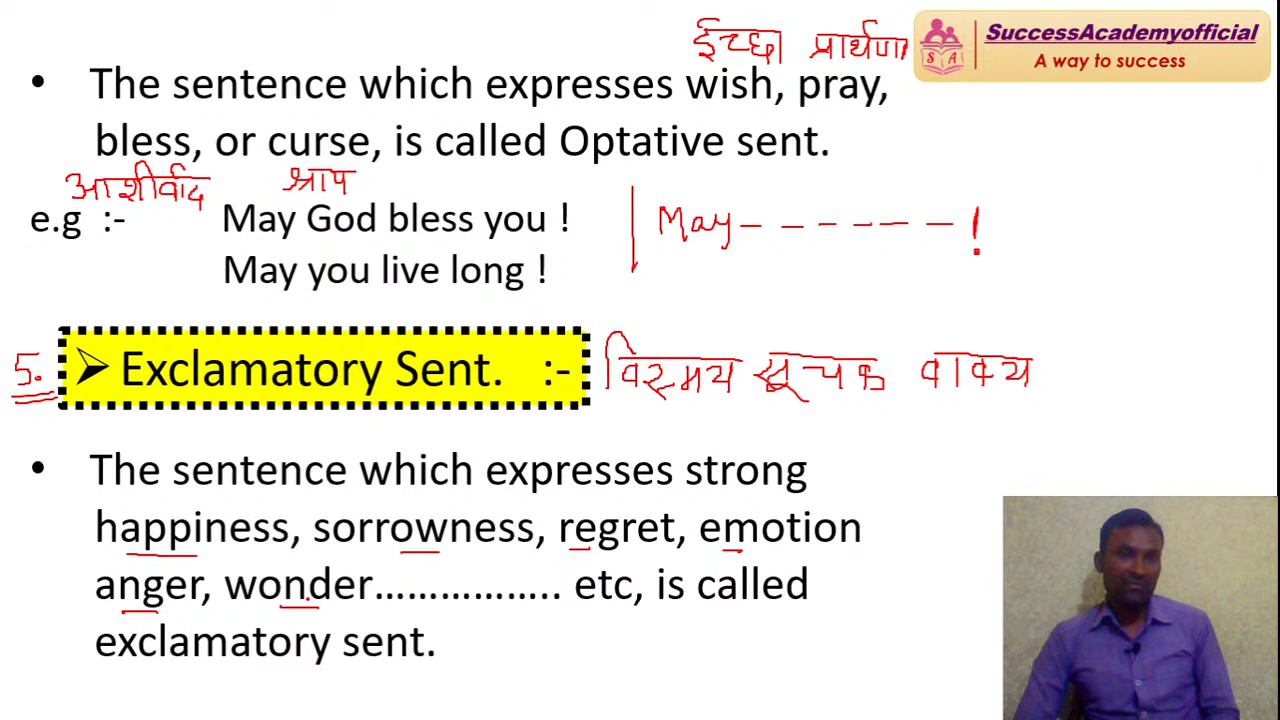 ईच्छा प्रार्थणा
SuccessAcademyofficial
A way to success
S A
• The sentence which expresses wish, pray,
bless, or curse, is called Optative sent.
आशीर्वाद श्राप
e.g :- May God bless you !
May – – – – – – !
May you live long !
5. ➢ Exclamatory Sent. :- विस्मय सूचक वाक्य
• The sentence which expresses strong
happiness, sorrowness, regret, emotion
anger, wonder…………….. etc, is called
exclamatory sent.